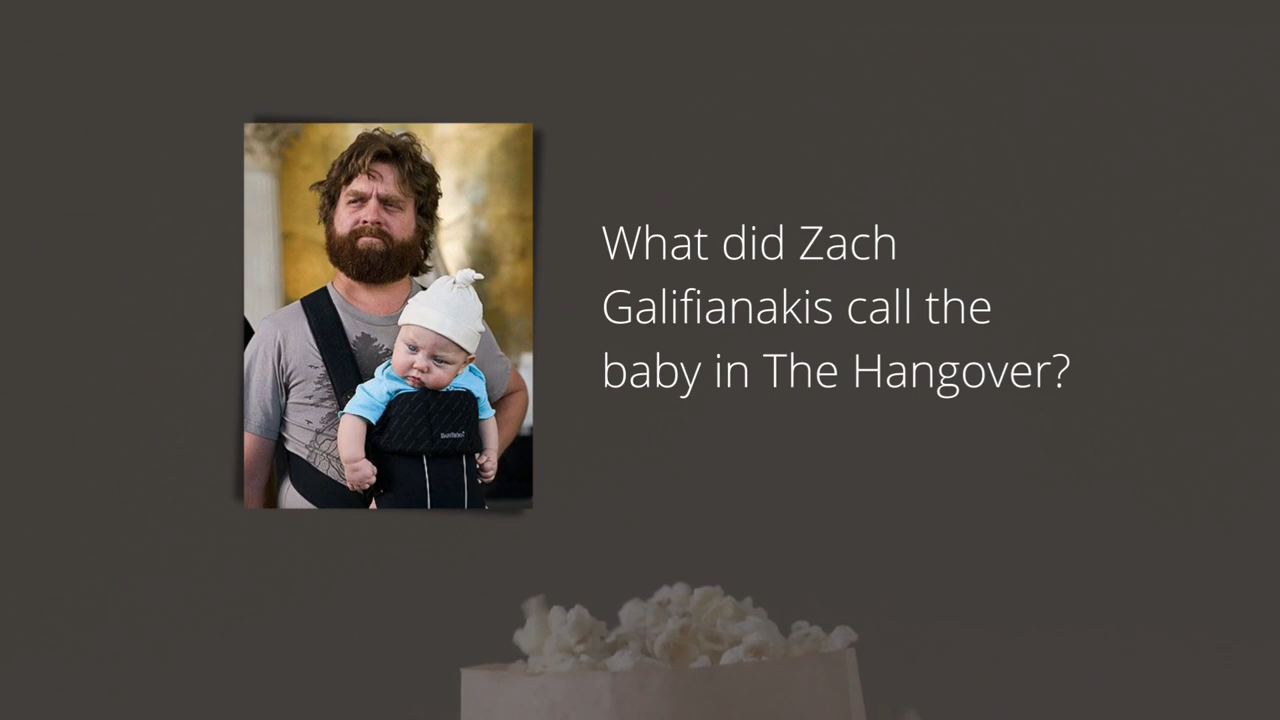 What did Zach
Galifianakis call the
baby in The Hangover?